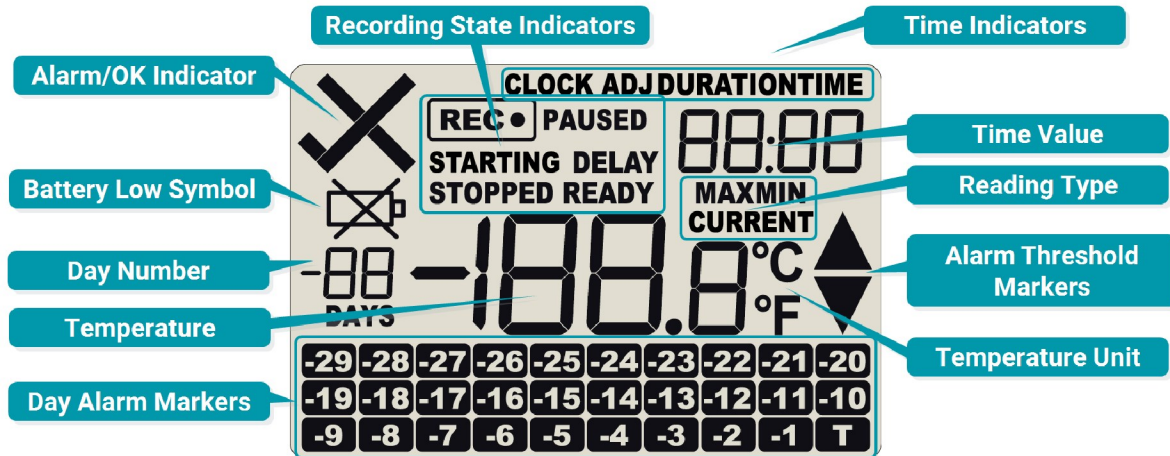 Recording State Indicators
Time Indicators
Alarm/OK Indicator
CLOCK ADJ DURATION TIME
REC ● PAUSED
88:88
Time Value
STARTING DELAY
Battery Low Symbol
STOPPED READY
MAX MIN
Reading Type
CURRENT
Day Number
-88
-188.8
°C
Alarm Threshold
Markers
DAYS
°F
Temperature
Temperature Unit
-29 -28 -27 -26 -25 -24 -23 -22 -21 -20
Day Alarm Markers
-19 -18 -17 -16 -15 -14 -13 -12 -11 -10
-9 -8 -7 -6 -5 -4 -3 -2 -1 T